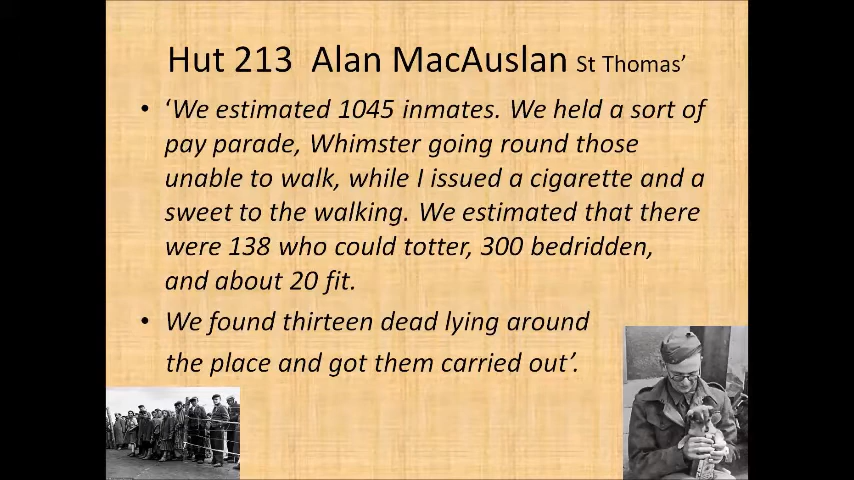 Hut 213 Alan MacAuslan St Thomas’
• ‘We estimated 1045 inmates. We held a sort of
pay parade, Whimster going round those
unable to walk, while I issued a cigarette and a
sweet to the walking. We estimated that there
were 138 who could totter, 300 bedridden,
and about 20 fit.
• We found thirteen dead lying around
the place and got them carried out’.